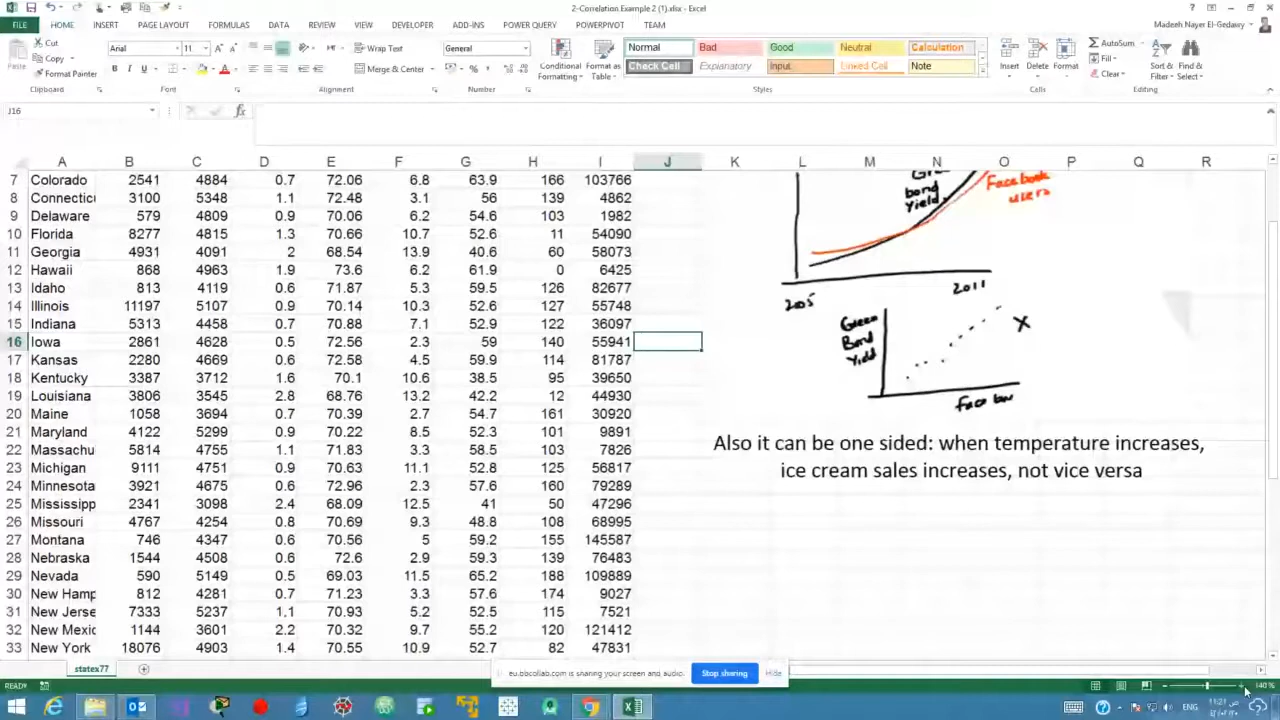 2-Correlation Example 2 (1).xlsx - Excel
FILE HOME INSERT PAGE LAYOUT FORMULAS DATA REVIEW VIEW DEVELOPER ADD-INS POWER QUERY POWERPIVOT TEAM
Madeeh Nayer El-Gedawy
Cut
Copy
Format Painter
Paste
Arial 11
Wrap Text
Merge & Center
General
Conditional Formatting
Format as Table
Normal Bad Good Neutral Calculation
Check Cell Explanatory Input Linked Cell Note
Insert Delete Format
AutoSum
Fill
Clear
Sort & Filter
Find & Select
Clipboard Font Alignment Number Styles Cells Editing
J16
A B C D E F G H I J K L M N O P Q R
7 Colorado 2541 4884 0.7 72.06 6.8 63.9 166 103766
8 Connecticu 3100 5348 1.1 72.48 3.1 56 139 4862
9 Delaware 579 4809 0.9 70.06 6.2 54.6 103 1982
10 Florida 8277 4815 1.3 70.66 10.7 52.6 11 54090
11 Georgia 4931 4091 2 68.54 13.9 40.6 60 58073
12 Hawaii 868 4963 1.9 73.6 6.2 61.9 0 6425
13 Idaho 813 4119 0.6 71.87 5.3 59.5 126 82677
14 Illinois 11197 5107 0.9 70.14 10.3 52.6 127 55748
15 Indiana 5313 4458 0.7 70.88 7.1 52.9 122 36097
16 Iowa 2861 4628 0.5 72.56 2.3 59 140 55941
17 Kansas 2280 4669 0.6 72.58 4.5 59.9 114 81787
18 Kentucky 3387 3712 1.6 70.1 10.6 38.5 95 39650
19 Louisiana 3806 3545 2.8 68.76 13.2 42.2 12 44930
20 Maine 1058 3694 0.7 70.39 2.7 54.7 161 30920
21 Maryland 4122 5299 0.9 70.22 8.5 52.3 101 9891
22 Massachu 5814 4755 1.1 71.83 3.3 58.5 103 7826
23 Michigan 9111 4751 0.9 70.63 11.1 52.8 125 56817
24 Minnesota 3921 4675 0.6 72.96 2.3 57.6 160 79289
25 Mississipp 2341 3098 2.4 68.09 12.5 41 50 47296
26 Missouri 4767 4254 0.8 70.69 9.3 48.8 108 68995
27 Montana 746 4347 0.6 70.56 5 59.2 155 145587
28 Nebraska 1544 4508 0.6 72.6 2.9 59.3 139 76483
29 Nevada 590 5149 0.5 69.03 11.5 65.2 188 109889
30 New Hamp 812 4281 0.7 71.23 3.3 57.6 174 9027
31 New Jerse 7333 5237 1.1 70.93 5.2 52.5 115 7521
32 New Mexic 1144 3601 2.2 70.32 9.7 55.2 120 121412
33 New York 18076 4903 1.4 70.55 10.9 52.7 82 47831
bond
yield
Facebook
users
2005 2011
Green
Bond
Yield
X
Face boo
Also it can be one sided: when temperature increases,
ice cream sales increases, not vice versa
statex77
eu.bbcollab.com is sharing your screen and audio. Stop sharing Hide
READY 140%